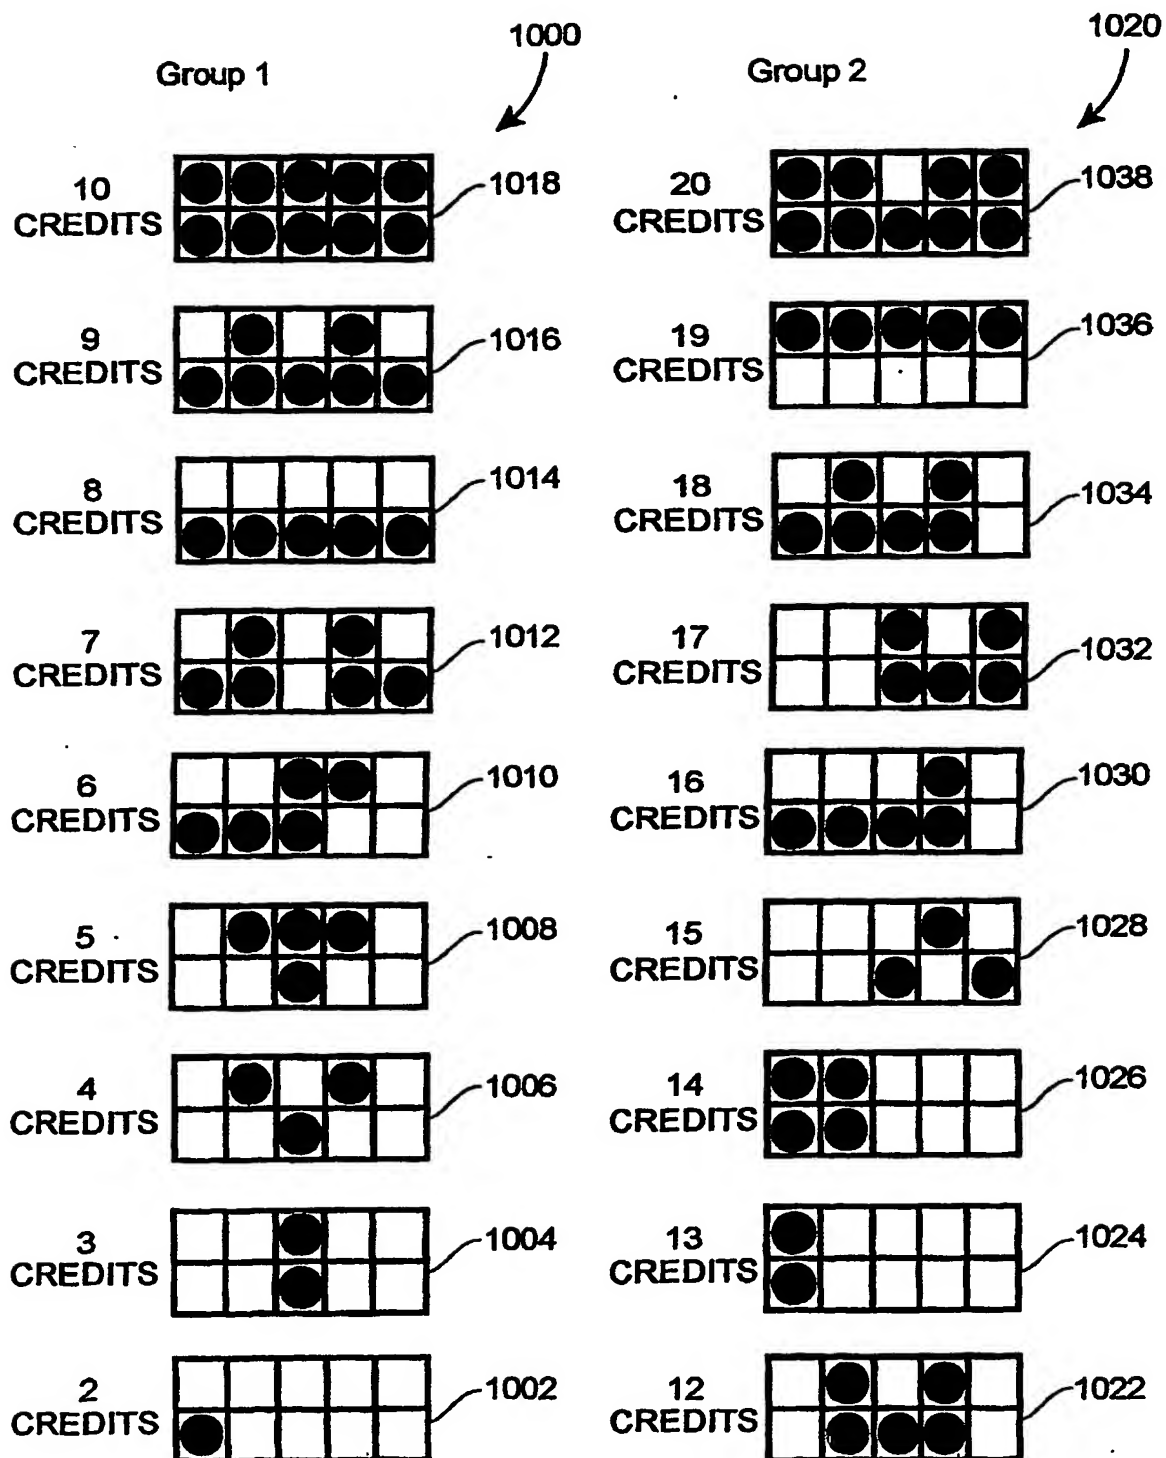 1000
1020
Group 1
Group 2
10
CREDITS
1018
20
CREDITS
1038
9
CREDITS
1016
19
CREDITS
1036
8
CREDITS
1014
18
CREDITS
1034
7
CREDITS
1012
17
CREDITS
1032
6
CREDITS
1010
16
CREDITS
1030
5
CREDITS
1008
15
CREDITS
1028
4
CREDITS
1006
14
CREDITS
1026
3
CREDITS
1004
13
CREDITS
1024
2
CREDITS
1002
12
CREDITS
1022